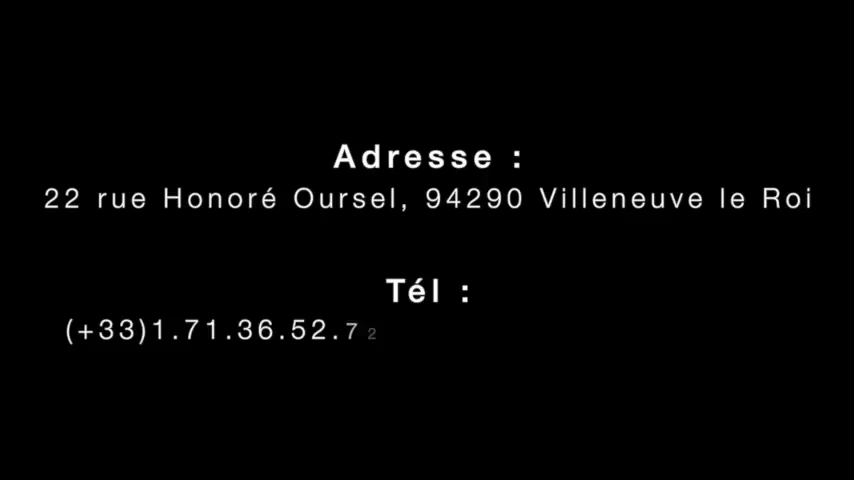 Adresse :
22 rue Honoré Oursel, 94290 Villeneuve le Roi
Tél :
(+33)1.71.36.52.72